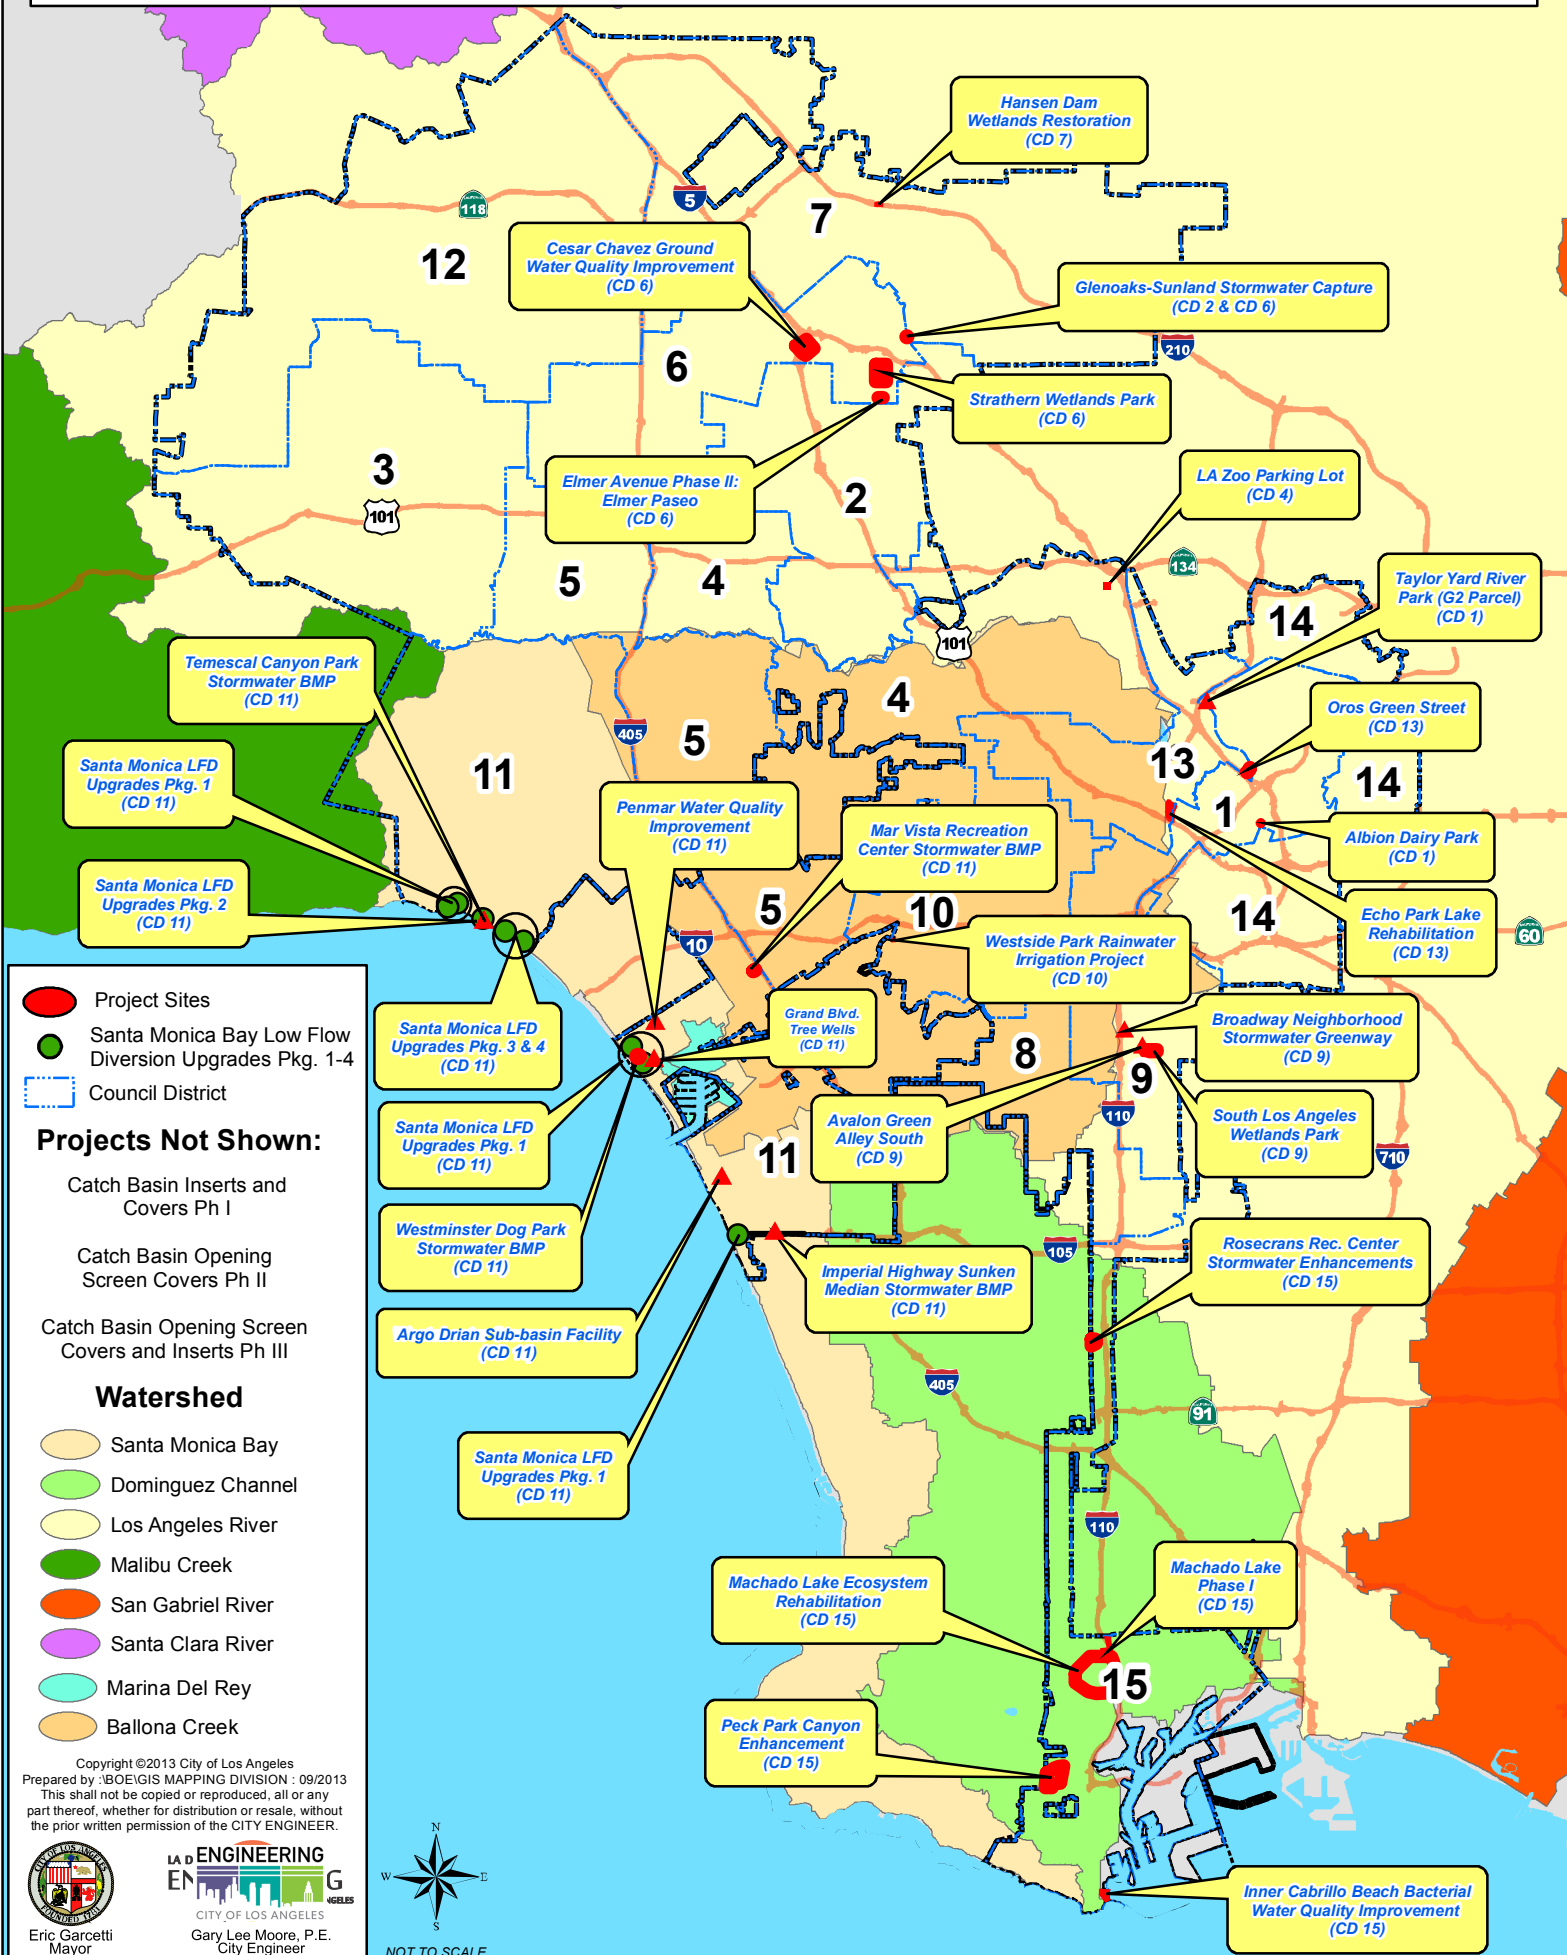 Hansen Dam
Wetlands Restoration
(CD 7)
118
5
7
12
Cesar Chavez Ground
Water Quality Improvement
(CD 6)
Glenoaks-Sunland Stormwater Capture
(CD 2 & CD 6)
210
6
Strathern Wetlands Park
(CD 6)
3
101
Elmer Avenue Phase II:
Elmer Paseo
(CD 6)
2
LA Zoo Parking Lot
(CD 4)
5
4
134
Taylor Yard River
Park (G2 Parcel)
(CD 1)
14
101
Temescal Canyon Park
Stormwater BMP
(CD 11)
4
Oros Green Street
(CD 13)
405
5
Santa Monica LFD
Upgrades Pkg. 1
(CD 11)
11
13
14
1
Penmar Water Quality
Improvement
(CD 11)
Mar Vista Recreation
Center Stormwater BMP
(CD 11)
Albion Dairy Park
(CD 1)
Santa Monica LFD
Upgrades Pkg. 2
(CD 11)
5
10
14
Echo Park Lake
Rehabilitation
(CD 13)
60
10
Westside Park Rainwater
Irrigation Project
(CD 10)
Project Sites
Santa Monica Bay Low Flow
Diversion Upgrades Pkg. 1-4
Council District
Santa Monica LFD
Upgrades Pkg. 3 & 4
(CD 11)
Grand Blvd.
Tree Wells
(CD 11)
8
Broadway Neighborhood
Stormwater Greenway
(CD 9)
9
110
Projects Not Shown:
Catch Basin Inserts and
Covers Ph I
Catch Basin Opening
Screen Covers Ph II
Catch Basin Opening Screen
Covers and Inserts Ph III
Santa Monica LFD
Upgrades Pkg. 1
(CD 11)
Avalon Green
Alley South
(CD 9)
South Los Angeles
Wetlands Park
(CD 9)
710
11
Westminster Dog Park
Stormwater BMP
(CD 11)
105
Rosecrans Rec. Center
Stormwater Enhancements
(CD 15)
Imperial Highway Sunken
Median Stormwater BMP
(CD 11)
Argo Drian Sub-basin Facility
(CD 11)
405
91
Watershed
Santa Monica Bay
Dominguez Channel
Los Angeles River
Malibu Creek
San Gabriel River
Santa Clara River
Marina Del Rey
Ballona Creek
Santa Monica LFD
Upgrades Pkg. 1
(CD 11)
110
Machado Lake Ecosystem
Rehabilitation
(CD 15)
Machado Lake
Phase I
(CD 15)
15
Peck Park Canyon
Enhancement
(CD 15)
Copyright ©2013 City of Los Angeles
Prepared by :\BOE\GIS MAPPING DIVISION : 09/2013
This shall not be copied or reproduced, all or any
part thereof, whether for distribution or resale, without
the prior written permission of the CITY ENGINEER.
CITY OF LOS ANGELES
FOUNDED 1781
ENGINEERING
CITY OF LOS ANGELES
Eric Garcetti
Mayor
Gary Lee Moore, P.E.
City Engineer
N
W
E
S
NOT TO SCALE
Inner Cabrillo Beach Bacterial
Water Quality Improvement
(CD 15)